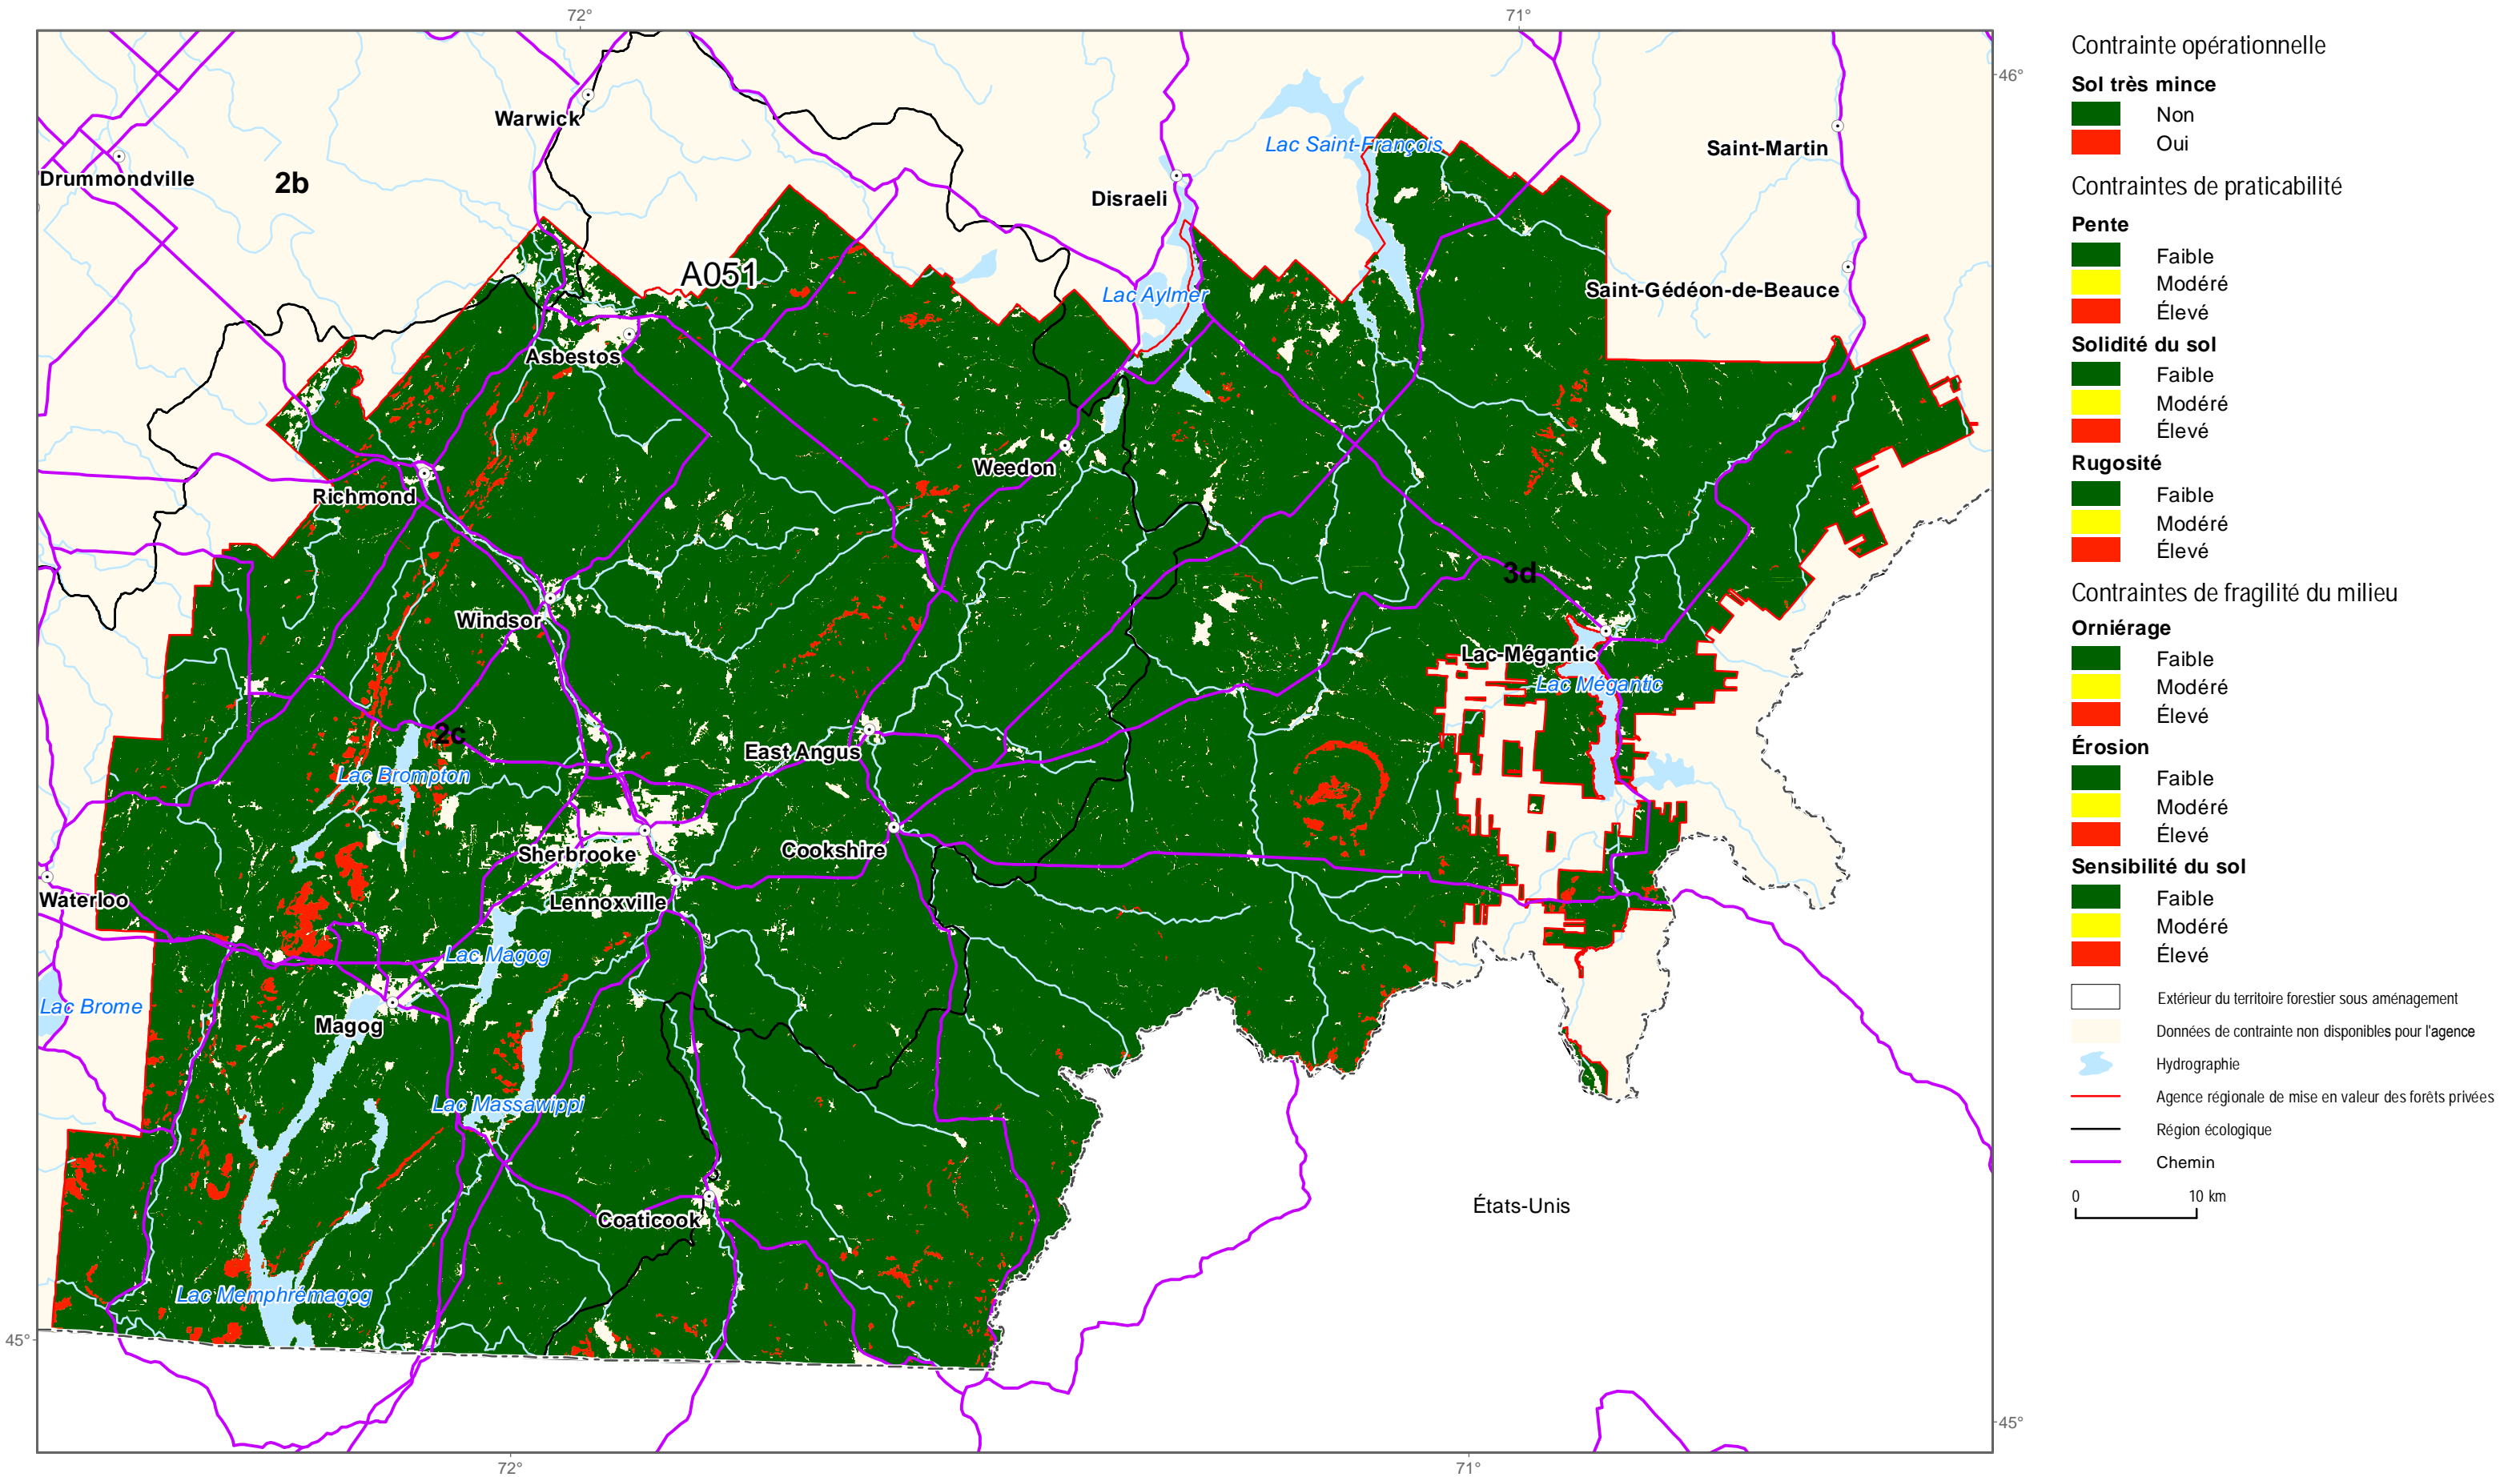 72°
71°
46°
Warwick
Drummondville
2b
Saint-Martin
Lac Saint-François
Disraeli
A051
Lac Aylmer
Saint-Gédéon-de-Beauce
Asbestos
Weedon
Richmond
3d
Windsor
Lac-Mégantic
Lac Mégantic
2c
East Angus
Lac Brompton
Sherbrooke
Cookshire
Waterloo
Lennoxville
Lac Magog
Lac Brome
Magog
Lac Massawippi
États-Unis
Coaticook
Lac Memphrémagog
45°
45°
72°
71°
Contrainte opérationnelle
Sol très mince
Non
Oui
Contraintes de praticabilité
Pente
Faible
Modéré
Élevé
Solidité du sol
Faible
Modéré
Élevé
Rugosité
Faible
Modéré
Élevé
Contraintes de fragilité du milieu
Orniérage
Faible
Modéré
Élevé
Érosion
Faible
Modéré
Élevé
Sensibilité du sol
Faible
Modéré
Élevé
Extérieur du territoire forestier sous aménagement
Données de contrainte non disponibles pour l'agence
Hydrographie
Agence régionale de mise en valeur des forêts privées
Région écologique
Chemin
0 10 km